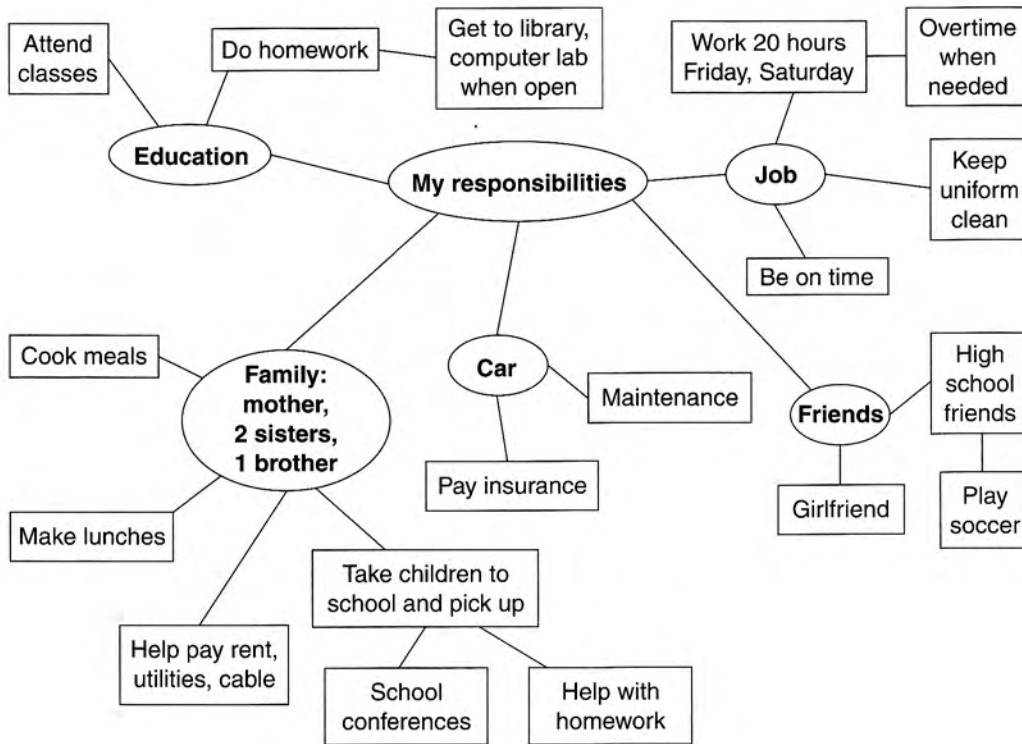 Attend
classes
Do homework
Get to library,
computer lab
when open
Work 20 hours
Friday, Saturday
Overtime
when
needed
Education
My responsibilities
Job
Keep
uniform
clean
Be on time
Cook meals
Family:
mother,
2 sisters,
1 brother
Car
Maintenance
Friends
High
school
friends
Pay insurance
Girlfriend
Play
soccer
Make lunches
Take children to
school and pick up
Help pay rent,
utilities, cable
School
conferences
Help with
homework